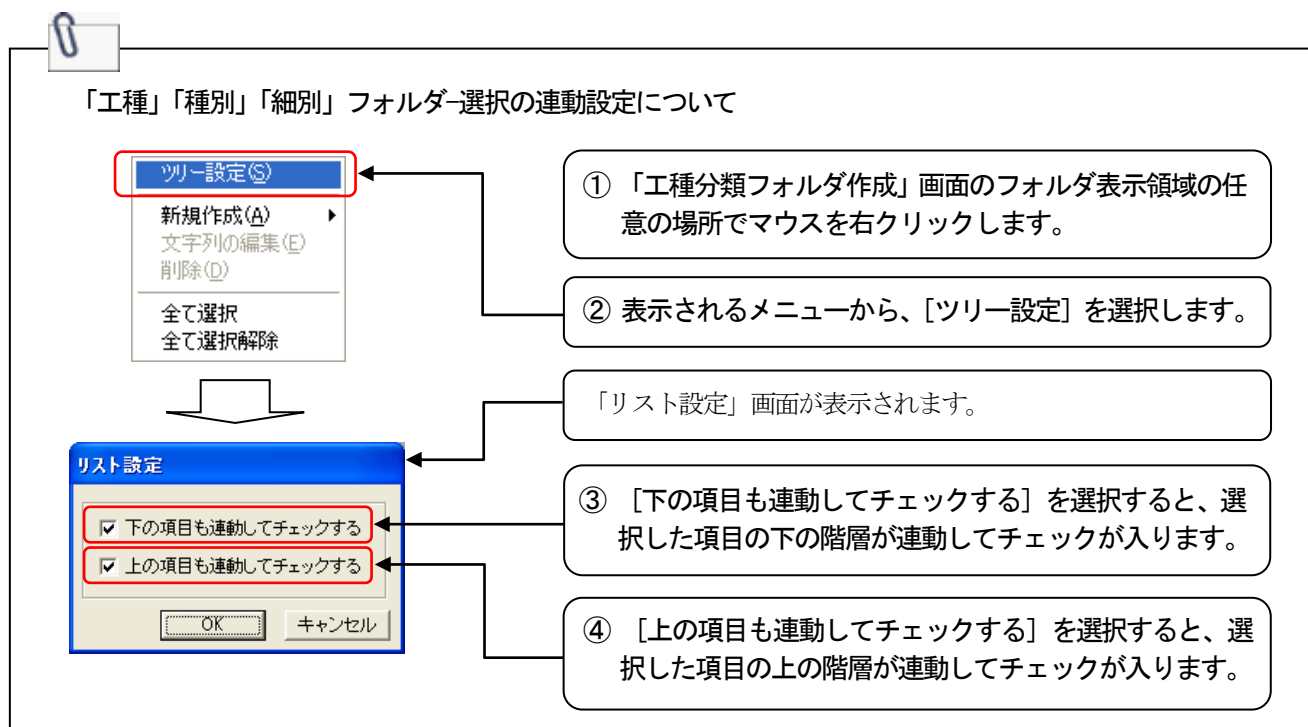 「工種」「種別」「細別」フォルダ-選択の連動設定について
ツリー設定(S)
新規作成(A)
文字列の編集(E)
削除(D)
全て選択
全て選択解除
① 「工種分類フォルダ作成」画面のフォルダ表示領域の任
意の場所でマウスを右クリックします。
② 表示されるメニューから、[ツリー設定] を選択します。
「リスト設定」画面が表示されます。
リスト設定
下の項目も連動してチェックする
上の項目も連動してチェックする
OK キャンセル
③ [下の項目も連動してチェックする] を選択すると、選
択した項目の下の階層が連動してチェックが入ります。
④ [上の項目も連動してチェックする] を選択すると、選
択した項目の上の階層が連動してチェックが入ります。